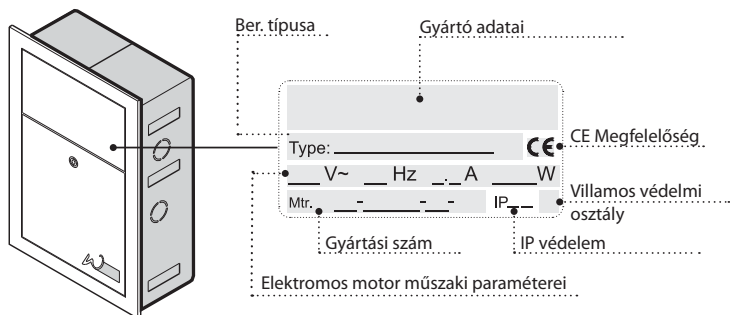 Ber. típusa
Gyártó adatai
Type:
CE
CE Megfelelőség
V~ Hz . A W
Villamos védelmi
osztály
Mtr. - - -
IP
Gyártási szám
IP védelem
Elektromos motor műszaki paraméterei